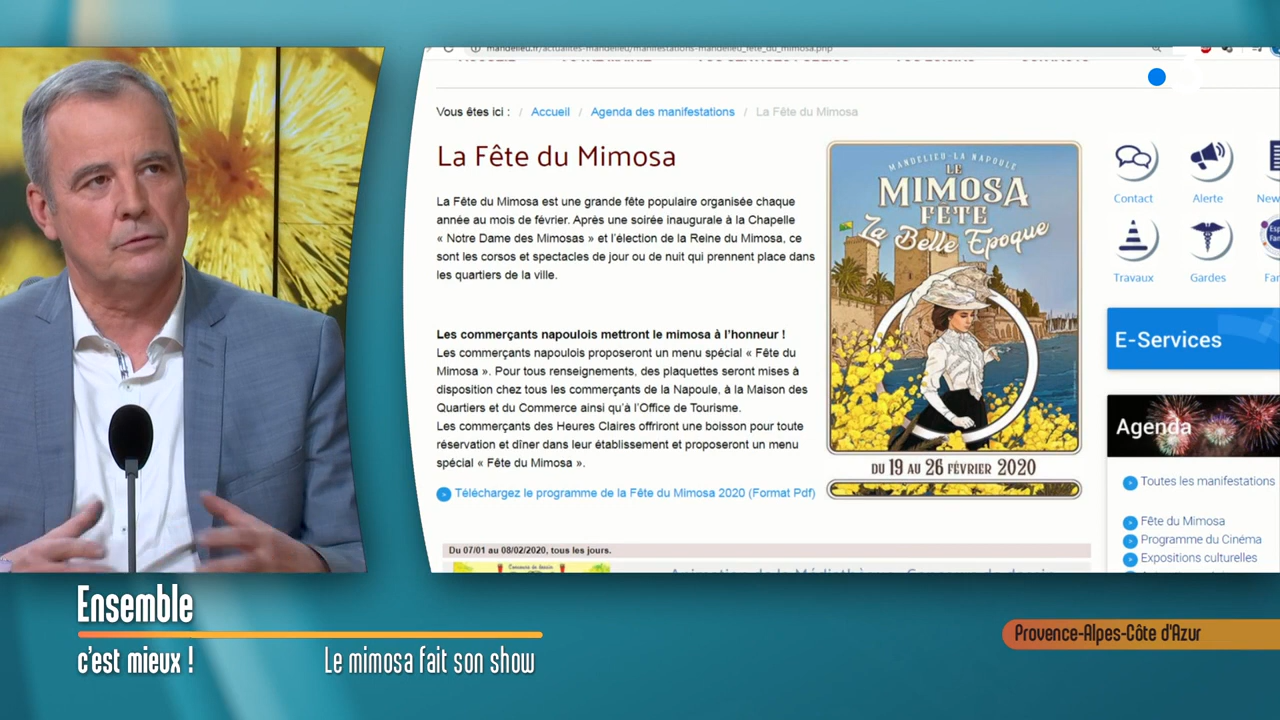 mandelieu.fr/actualites-mandelieu/manifestations-mandelieu_fete_du_mimosa.php
Vous êtes ici : / Accueil / Agenda des manifestations / La Fête du Mimosa
La Fête du Mimosa
La Fête du Mimosa est une grande fête populaire organisée chaque
année au mois de février. Après une soirée inaugurale à la Chapelle
« Notre Dame des Mimosas » et l'élection de la Reine du Mimosa, ce
sont les corsos et spectacles de jour ou de nuit qui prennent place dans
les quartiers de la ville.
Les commerçants napoulois mettront le mimosa à l'honneur !
Les commerçants napoulois proposeront un menu spécial « Fête du
Mimosa ». Pour tous renseignements, des plaquettes seront mises à
disposition chez tous les commerçants de la Napoule, à la Maison des
Quartiers et du Commerce ainsi qu'à l'Office de Tourisme.
Les commerçants des Heures Claires offriront une boisson pour toute
réservation et dîner dans leur établissement et proposeront un menu
spécial « Fête du Mimosa ».
Téléchargez le programme de la Fête du Mimosa 2020 (Format Pdf)
Du 07/01 au 08/02/2020, tous les jours.
MANDELIEU-LA NAPOULE
LE
MIMOSA
FÊTE
La Belle Epoque
DU 19 AU 26 FÉVRIER 2020
Contact
Alerte
New
Travaux
Gardes
Far
E-Services
Agenda
Toutes les manifestations
Fête du Mimosa
Programme du Cinéma
Expositions culturelles
Ensemble
c'est mieux !
Le mimosa fait son show
Provence-Alpes-Côte d'Azur